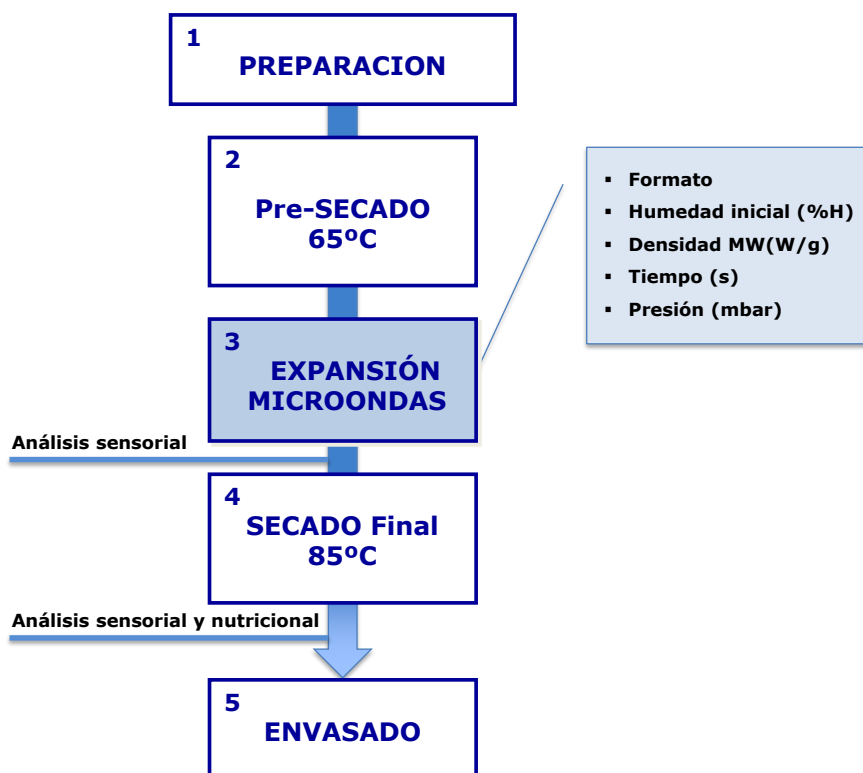 1
PREPARACION
2
Pre-SECADO
65ºC
▪ Formato
▪ Humedad inicial (%H)
▪ Densidad MW(W/g)
▪ Tiempo (s)
▪ Presión (mbar)
3
EXPANSIÓN
MICROONDAS
Análisis sensorial
4
SECADO Final
85ºC
Análisis sensorial y nutricional
5
ENVASADO